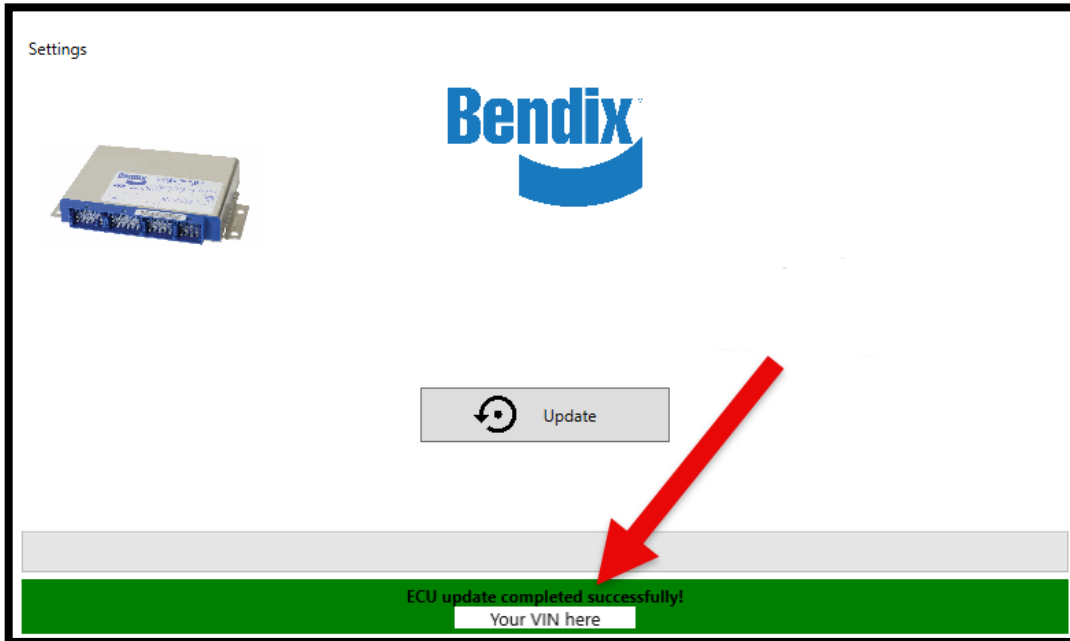 Settings
Bendix
Update
ECU update completed successfully!
Your VIN here